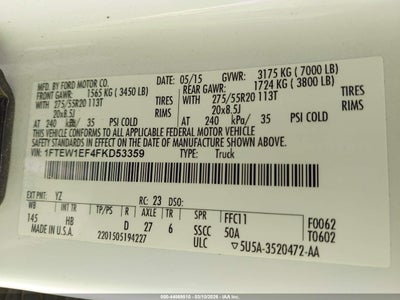 MFD. BY FORD MOTOR CO.
DATE: 05/15 GVWR: 3175 KG ( 7000 LB)
FRONT GAWR: 1565 KG ( 3450 LB) REAR GAWR: 1724 KG ( 3800 LB)
WITH 275/55R20 113T TIRES WITH 275/55R20 113T TIRES
20x8.5J RIMS 20x8.5J RIMS
AT 240 kPa/ 35 PSI COLD AT 240 kPa/ 35 PSI COLD
THIS VEHICLE CONFORMS TO ALL APPLICABLE FEDERAL MOTOR VEHICLE
SAFETY STANDARDS IN EFFECT ON THE DATE OF MANUFACTURE SHOWN ABOVE.
VIN: 1FTEW1EF4FKD53359 TYPE: Truck
EXT PNT: YZ RC: 23 DSO: F0062
WB BRK INT TR TP/PS R AXLE TR SPR FFC11 T0602
145 HB D 27 6 SSCC 50A
MADE IN U.S.A. 2201505194227 ULC 5U5A-3520472-AA